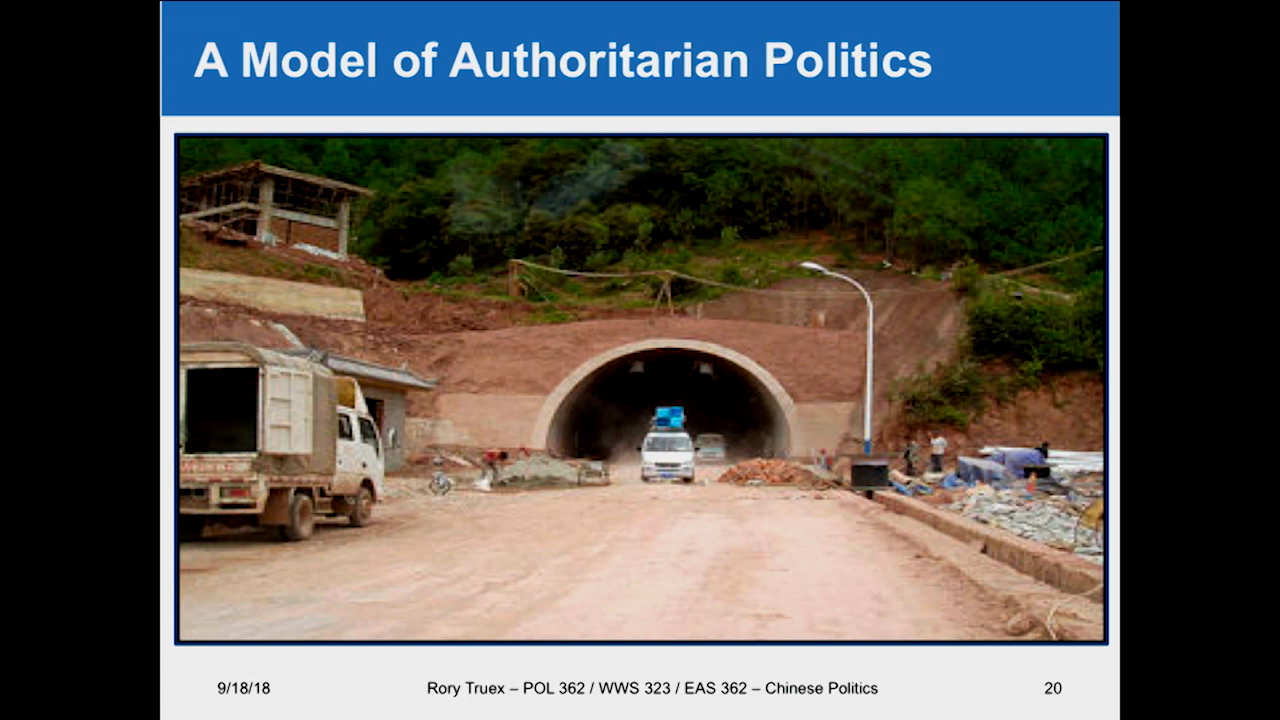 A Model of Authoritarian Politics
9/18/18
Rory Truex – POL 362 / WWS 323 / EAS 362 – Chinese Politics
20